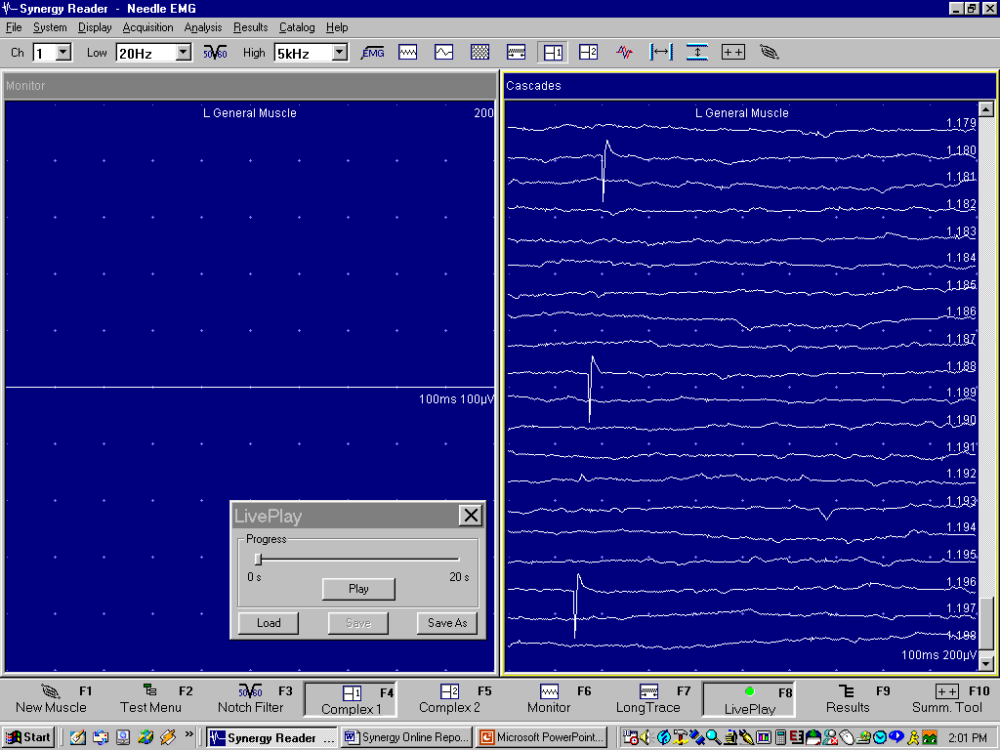 Synergy Reader - Needle EMG
File System Display Acquisition Analysis Results Catalog Help
Ch 1 Low 20Hz 50/60 High 5kHz EMG
Monitor
L General Muscle 200
100ms 100µV
LivePlay
Progress
0 s 20 s
Play
Load Save Save As
Cascades
L General Muscle
1.179
1.180
1.181
1.182
1.183
1.184
1.185
1.186
1.187
1.188
1.189
1.190
1.191
1.192
1.193
1.194
1.195
1.196
1.197
1.198
100ms 200µV
F1 F2 50/60 F3 F4 F5 F6 F7 F8 F9 F10
New Muscle Test Menu Notch Filter Complex 1 Complex 2 Monitor LongTrace LivePlay Results Summ. Tool
Start Synergy Reader ... Synergy Online Repo... Microsoft PowerPoint... 2:01 PM